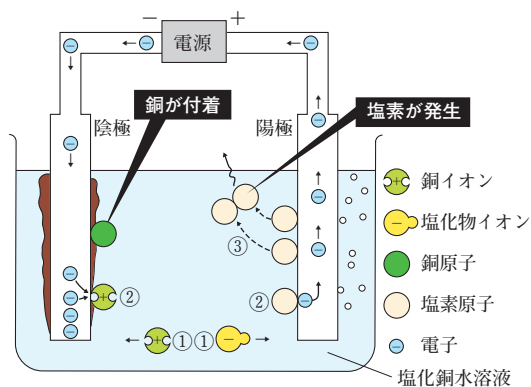 − ＋
電源
銅が付着
塩素が発生
陰極
陽極
銅イオン
塩化物イオン
銅原子
塩素原子
電子
塩化銅水溶液
③
②
②
①①